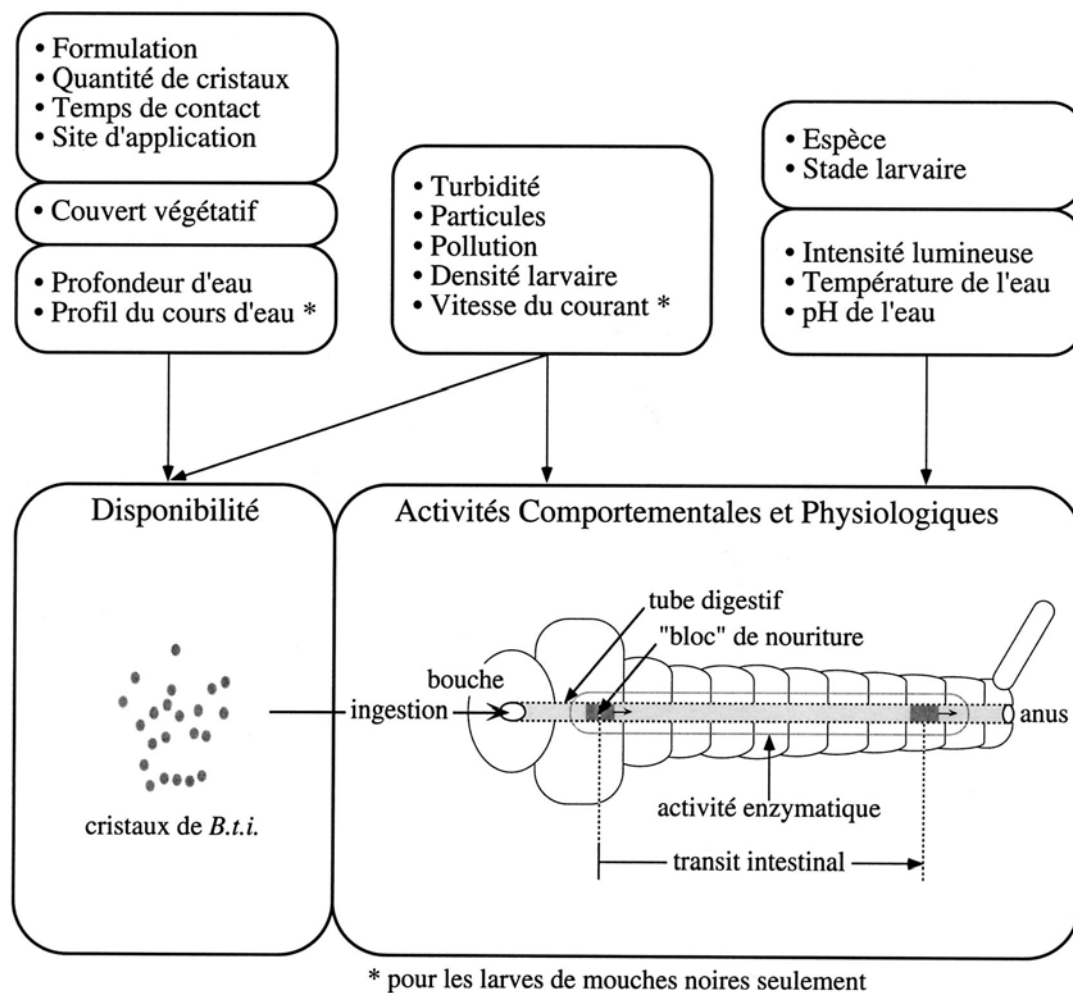 • Formulation
• Quantité de cristaux
• Temps de contact
• Site d'application
• Couvert végétatif
• Profondeur d'eau
• Profil du cours d'eau *
• Turbidité
• Particules
• Pollution
• Densité larvaire
• Vitesse du courant *
• Espèce
• Stade larvaire
• Intensité lumineuse
• Température de l'eau
• pH de l'eau
Disponibilité
cristaux de B.t.i.
Activités Comportementales et Physiologiques
tube digestif
"bloc" de nouriture
bouche
ingestion
anus
activité enzymatique
transit intestinal
* pour les larves de mouches noires seulement